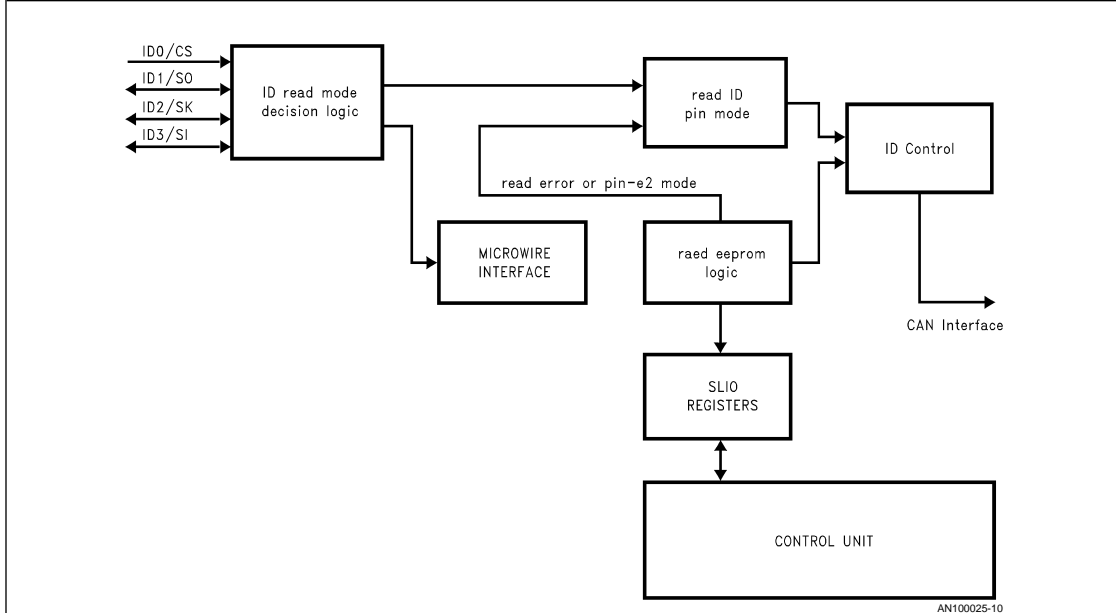 ID0/CS
ID1/SO
ID2/SK
ID3/SI
ID read mode
decision logic
read ID
pin mode
ID Control
read error or pin-e2 mode
MICROWIRE
INTERFACE
raed eeprom
logic
CAN Interface
SLIO
REGISTERS
CONTROL UNIT
AN100025-10